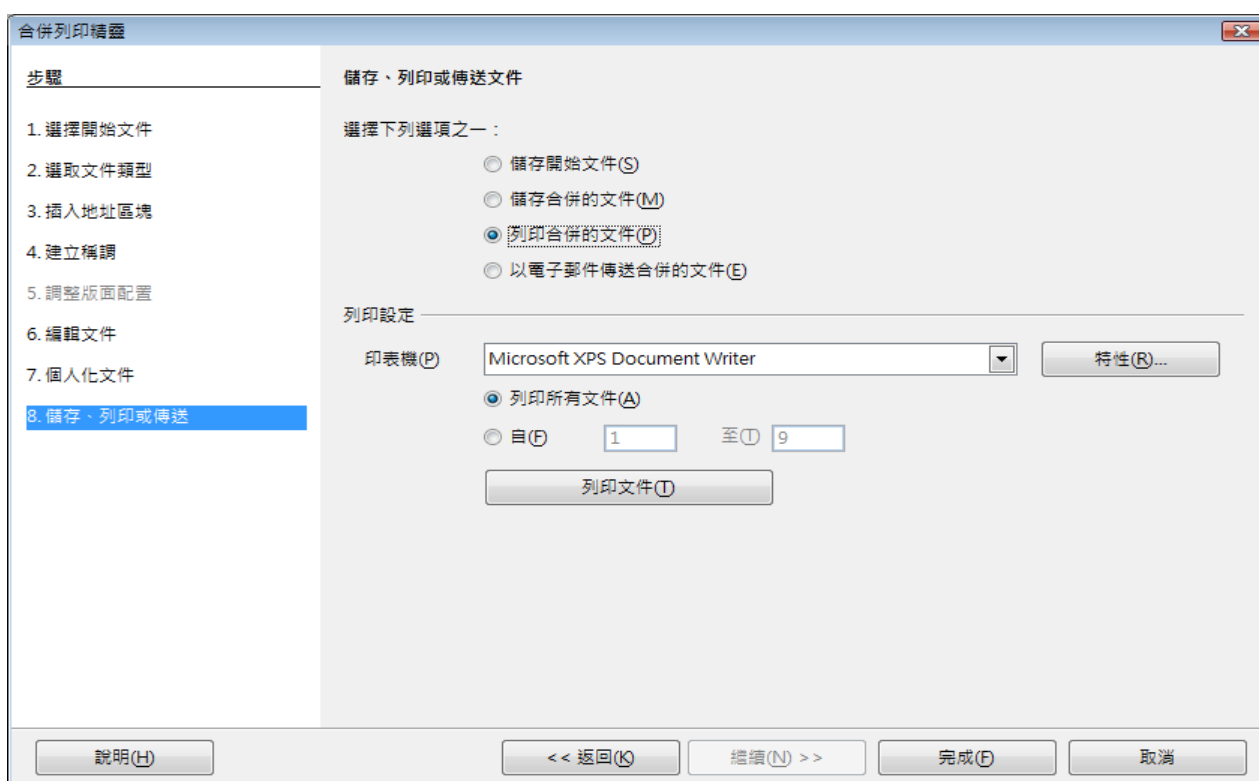 合併列印精靈
步驟
1. 選擇開始文件
2. 選取文件類型
3. 插入地址區塊
4. 建立稱謂
5. 調整版面配置
6. 編輯文件
7. 個人化文件
8. 儲存、列印或傳送
儲存、列印或傳送文件
選擇下列選項之一：
儲存開始文件(S)
儲存合併的文件(M)
列印合併的文件(P)
以電子郵件傳送合併的文件(E)
列印設定
印表機(P) Microsoft XPS Document Writer 特性(R)...
列印所有文件(A)
自(F) 1 至(T) 9
列印文件(T)
說明(H) << 返回(K) 繼續(N) >> 完成(F) 取消